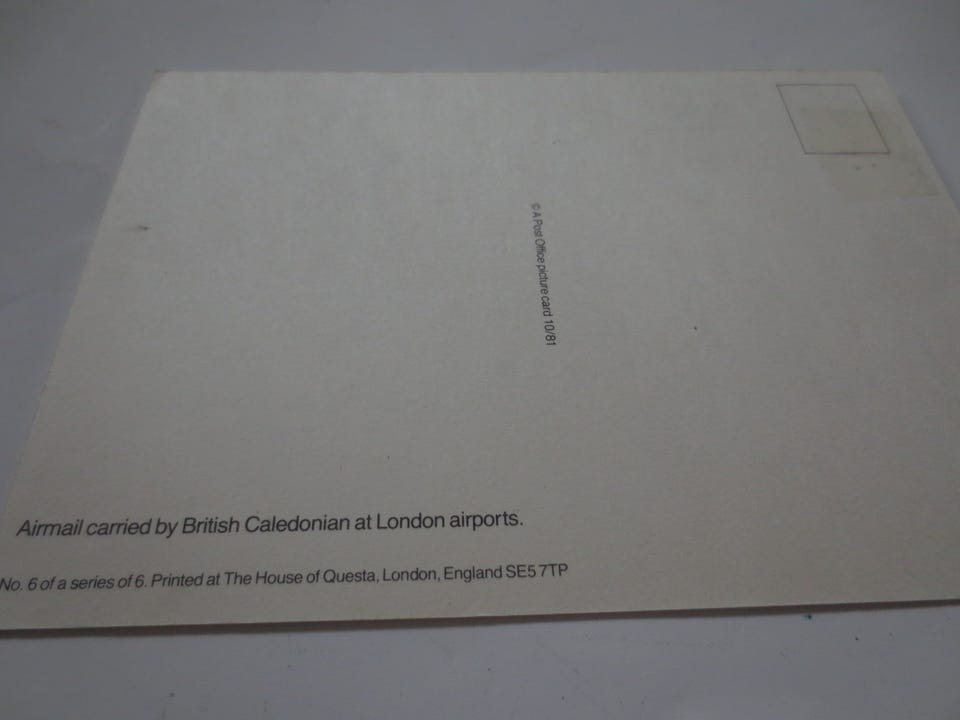 © A Post Office picture card 10/81
Airmail carried by British Caledonian at London airports.
No. 6 of a series of 6. Printed at The House of Questa, London, England SE5 7TP